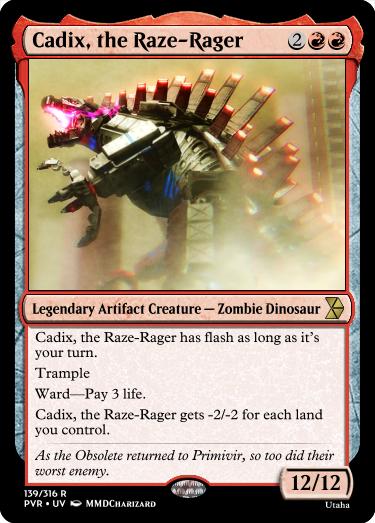 Cadix, the Raze-Rager 2
Legendary Artifact Creature — Zombie Dinosaur
Cadix, the Raze-Rager has flash as long as it's
your turn.
Trample
Ward—Pay 3 life.
Cadix, the Raze-Rager gets -2/-2 for each land
you control.
As the Obsolete returned to Primivir, so too did their
worst enemy.
12/12
139/316 R
PVR • UV MMDCharizard
Utaha